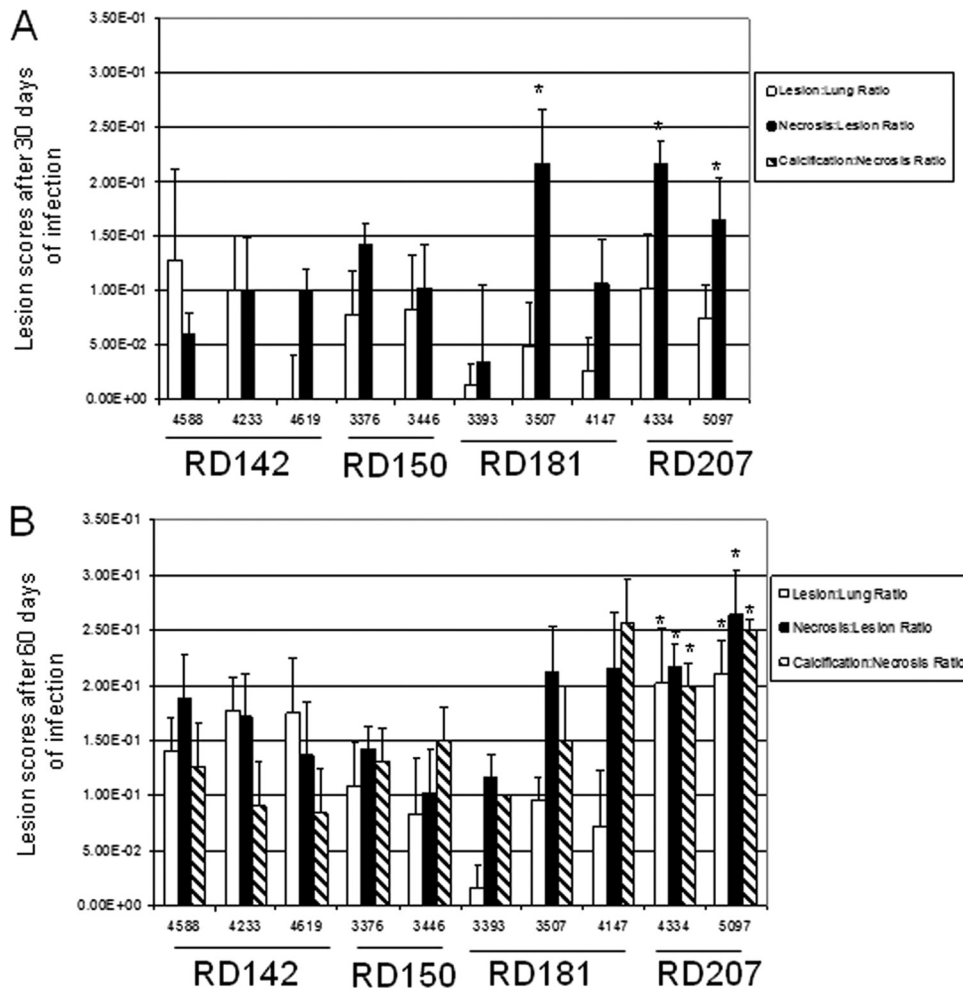 A
Lesion scores after 30 days
of infection
3.50E-01
3.00E-01
2.50E-01
2.00E-01
1.50E-01
1.00E-01
5.00E-02
0.00E+00
* * *
Lesion:Lung Ratio
Necrosis:Lesion Ratio
Calcification:Necrosis Ratio
4588 4233 4619 3376 3446 3393 3507 4147 4334 5097
RD142 RD150 RD181 RD207
B
Lesion scores after 60 days
of infection
3.50E-01
3.00E-01
2.50E-01
2.00E-01
1.50E-01
1.00E-01
5.00E-02
0.00E+00
* * * * * *
Lesion:Lung Ratio
Necrosis:Lesion Ratio
Calcification:Necrosis Ratio
4588 4233 4619 3376 3446 3393 3507 4147 4334 5097
RD142 RD150 RD181 RD207